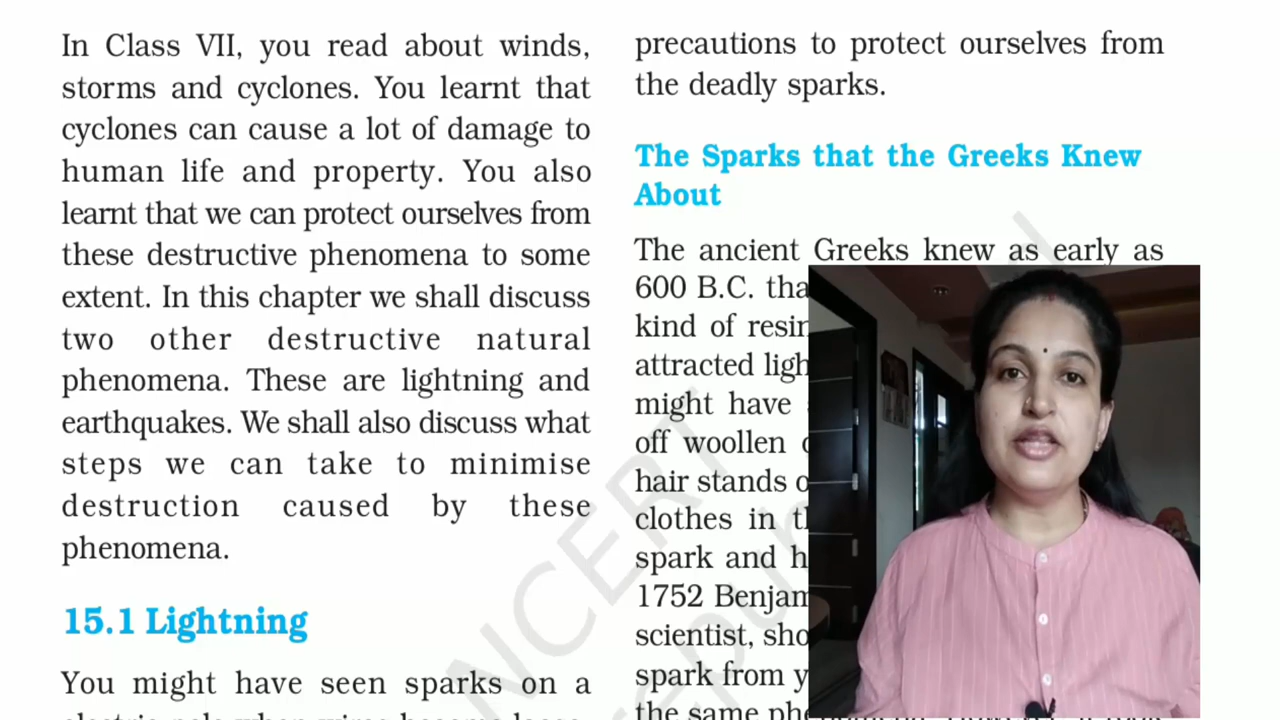 In Class VII, you read about winds,
storms and cyclones. You learnt that
cyclones can cause a lot of damage to
human life and property. You also
learnt that we can protect ourselves from
these destructive phenomena to some
extent. In this chapter we shall discuss
two other destructive natural
phenomena. These are lightning and
earthquakes. We shall also discuss what
steps we can take to minimise
destruction caused by these
phenomena.
15.1 Lightning
You might have seen sparks on a
precautions to protect ourselves from
the deadly sparks.
The Sparks that the Greeks Knew
About
The ancient Greeks knew as early as
600 B.C.
kind of
attracted
might have
off woollen
hair stands
clothes in
spark and
1752
scientist,
spark from
the same
NCERT